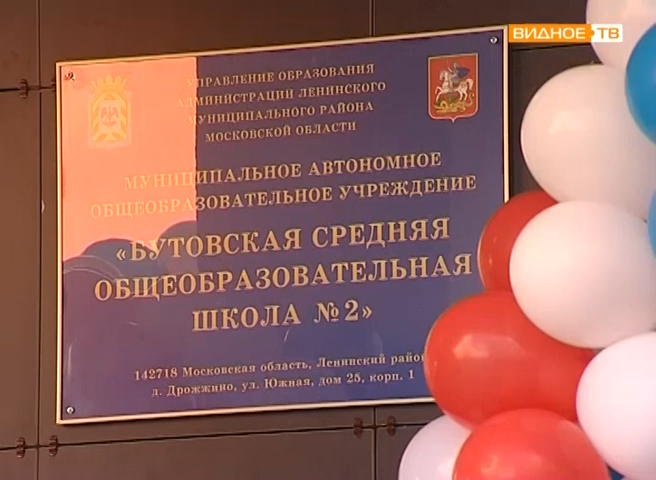 ВИДНОЕ ТВ
УПРАВЛЕНИЕ ОБРАЗОВАНИЯ
АДМИНИСТРАЦИИ ЛЕНИНСКОГО
МУНИЦИПАЛЬНОГО РАЙОНА
МОСКОВСКОЙ ОБЛАСТИ
МУНИЦИПАЛЬНОЕ АВТОНОМНОЕ
ОБЩЕОБРАЗОВАТЕЛЬНОЕ УЧРЕЖДЕНИЕ
«БУТОВСКАЯ СРЕДНЯЯ
ОБЩЕОБРАЗОВАТЕЛЬНАЯ
ШКОЛА №2»
142718 Московская область, Ленинский район
д. Дрожжино, ул. Южная, дом 25, корп. 1